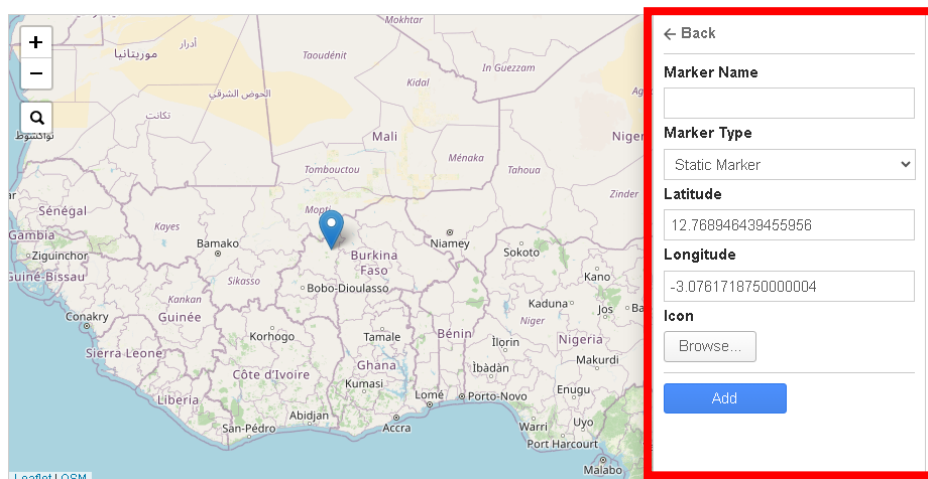 Mokhtar
+
أدرار
موريتانيا
Taoudénit
−
In Guezzam
Kidal
الحوض الشرقي
تكانت
نواكشوط
Mali
Niger
Ménaka
Tombouctou
Tahoua
Zinder
Sénégal
Mopti
Kayes
Gambia
Bamako
Niamey
Sokoto
Ziguinchor
Burkina
Faso
Guiné-Bissau
Sikasso
Kano
Bobo-Dioulasso
Kankan
Kaduna
Jos
Ba
Conakry
Guinée
Niger
Korhogo
Tamale
Bénin
Ìlorin
Nigeria
Sierra Leone
Ghana
Ìbàdàn
Makurdi
Côte d'Ivoire
Kumasi
Enugu
Liberia
Lomé
Porto-Novo
Abidjan
Warri
Uyo
San-Pédro
Accra
Port Harcourt
Malabo
Leaflet | OSM
← Back
Marker Name
Marker Type
Static Marker
Latitude
12.768946439455956
Longitude
-3.0761718750000004
Icon
Browse...
Add